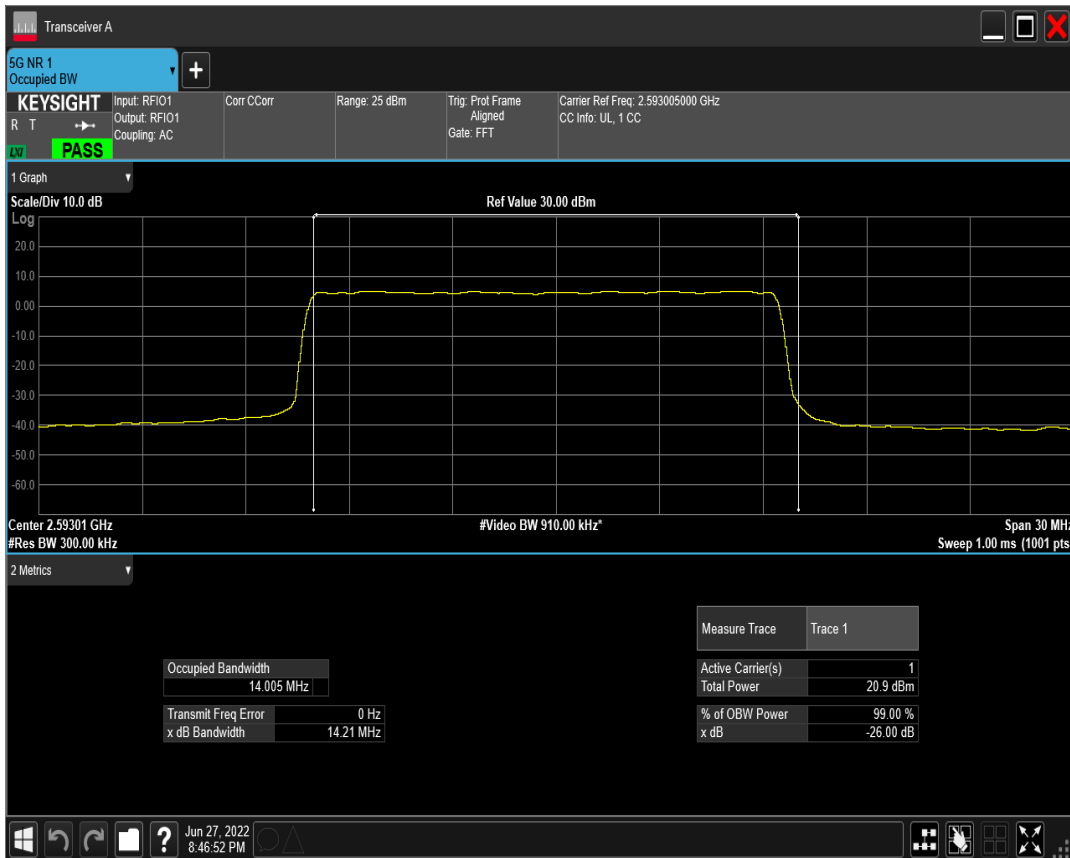 Transceiver A
5G NR 1
Occupied BW
+
KEYSIGHT
R T
LXI
PASS
Input: RFIO1
Output: RFIO1
Coupling: AC
Corr CCorr
Range: 25 dBm
Trig: Prot Frame
Aligned
Gate: FFT
Carrier Ref Freq: 2.593005000 GHz
CC Info: UL, 1 CC
1 Graph
Scale/Div 10.0 dB
Ref Value 30.00 dBm
Log
20.0
10.0
0.00
-10.0
-20.0
-30.0
-40.0
-50.0
-60.0
Center 2.59301 GHz
#Video BW 910.00 kHz*
Span 30 MHz
#Res BW 300.00 kHz
Sweep 1.00 ms (1001 pts
2 Metrics
Measure Trace Trace 1
Occupied Bandwidth
14.005 MHz
Active Carrier(s) 1
Total Power 20.9 dBm
Transmit Freq Error 0 Hz
x dB Bandwidth 14.21 MHz
% of OBW Power 99.00 %
x dB -26.00 dB
?
Jun 27, 2022
8:46:52 PM